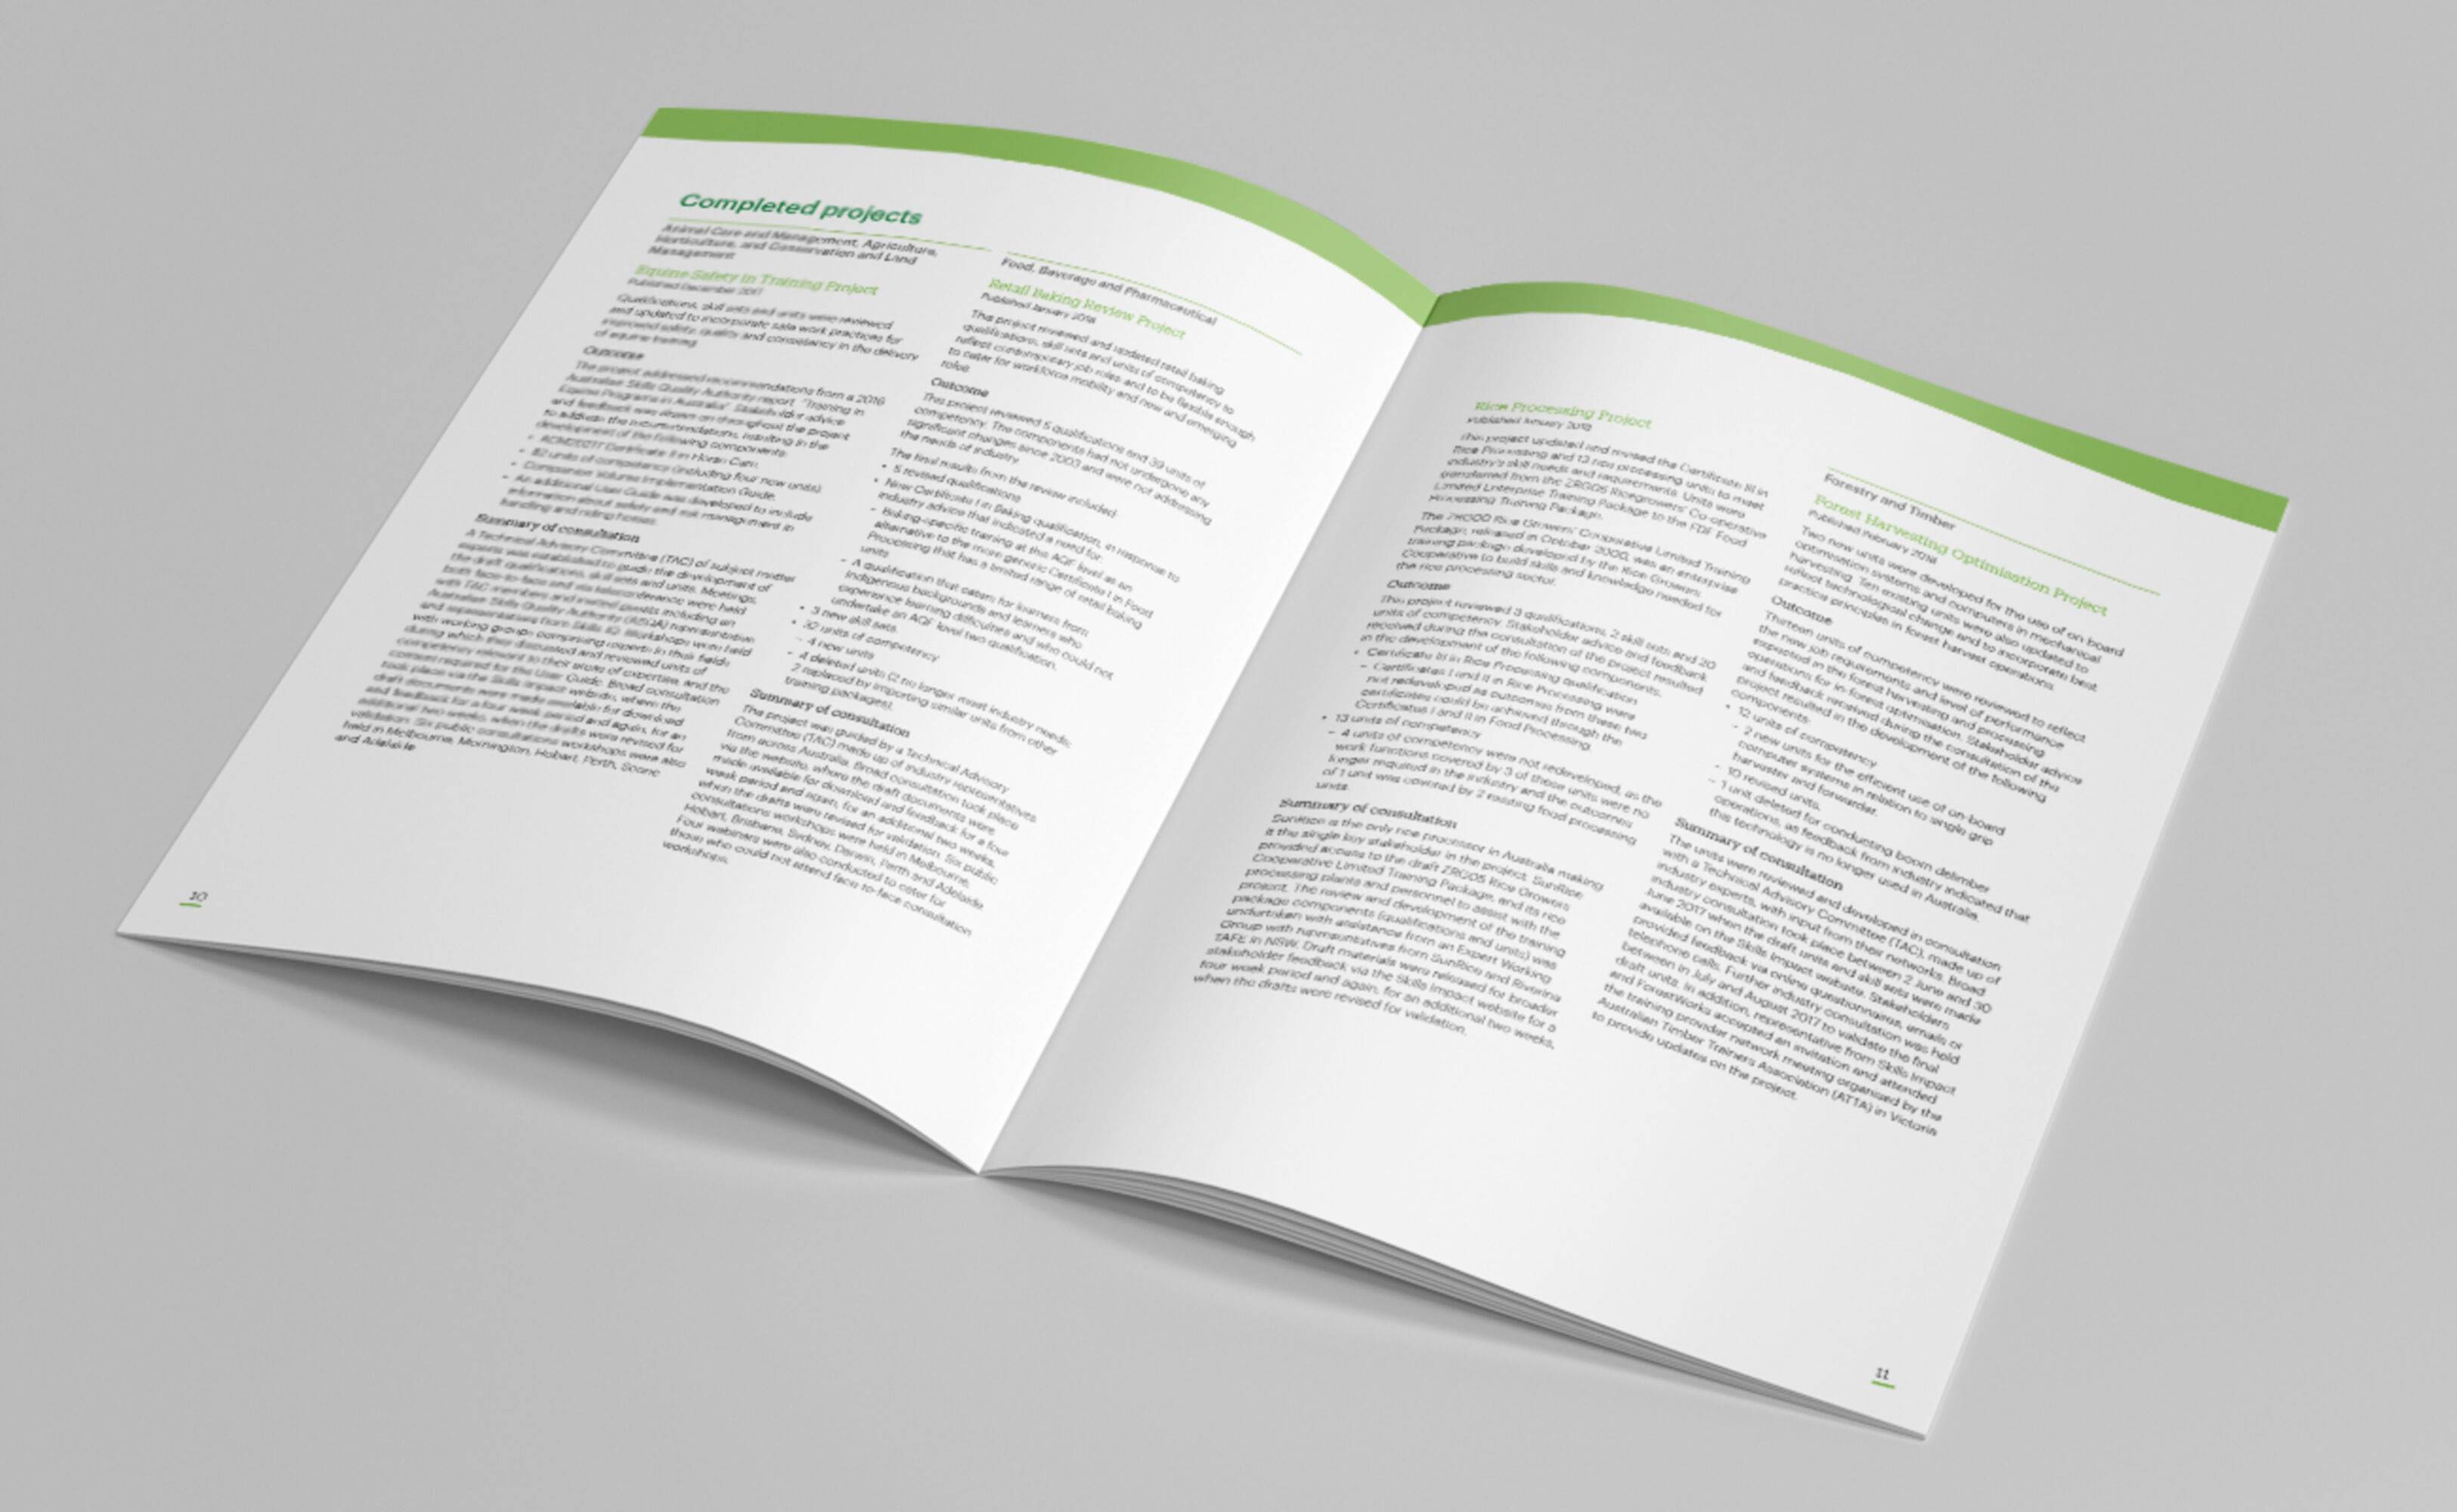 Completed projects
Animal Care and Management, Agriculture,
Horticulture, and Conservation and Land
Management
Equine Safety in Training Project
Published December 2017
Qualifications, skill sets and units were reviewed
and updated to incorporate safe work practices for
improved safety, quality and consistency in the delivery
of equine training
Outcome
The project addressed recommendations from a 2016
Australian Skills Quality Authority report, "Training in
Equine Programs in Australia". Stakeholder advice
and feedback was drawn on throughout the project
to address the recommendations, resulting in the
development of the following components:
Certificate II in Horse Care.
units of competency (including four new units)
Companion Volume Implementation Guide.
An additional User Guide was developed to include
information about safety and risk management in
handling and riding horses.
Summary of consultation
A Technical Advisory Committee (TAC) of subject matter
experts was established to guide the development of
the draft qualifications, skill sets and units. Meetings,
both face-to-face and via teleconference were held
with TAC members and invited guests including an
Australian Skills Quality Authority (ASQA) representative
and representatives from Skills IQ. Workshops were held
with working groups comprising experts in their fields
during which they discussed and reviewed units of
competency relevant to their areas of expertise, and the
content required for the User Guide. Broad consultation
took place via the Skills Impact website, where the
draft documents were made available for download
and feedback for a four week period and again, for an
additional two weeks, when the drafts were revised for
validation. Six public consultations workshops were also
held in Melbourne, Mornington, Hobart, Perth, Scone
and Adelaide
Food, Beverage and Pharmaceutical
Retail Baking Review Project
Published January 2018
This project reviewed and updated retail baking
qualifications, skill sets and units of competency to
reflect contemporary job roles and to be flexible enough
to cater for workforce mobility and new and emerging
roles.
Outcome
This project reviewed 5 qualifications and 39 units of
competency. The components had not undergone any
significant changes since 2003 and were not addressing
the needs of industry.
The final results from the review included:
• 5 revised qualifications
• New Certificate I in Baking qualification, in response to
industry advice that indicated a need for:
– Baking-specific training at this AQF level as an
alternative to the more generic Certificate I in Food
Processing that has a limited range of retail baking
units
– A qualification that caters for learners from
Indigenous backgrounds and learners who
experience learning difficulties and who could not
undertake an AQF level two qualification.
• 3 new skill sets.
• 30 units of competency
– 4 new units
– 4 deleted units (2 no longer meet industry needs;
2 replaced by importing similar units from other
training packages).
Summary of consultation
The project was guided by a Technical Advisory
Committee (TAC) made up of industry representatives
from across Australia. Broad consultation took place
via the website, where the draft documents were
made available for download and feedback for a four
week period and again, for an additional two weeks,
when the drafts were revised for validation. Six public
consultations workshops were held in Melbourne,
Hobart, Brisbane, Sydney, Darwin, Perth and Adelaide
Four webinars were also conducted to cater for
those who could not attend face-to-face consultation
workshops.
10
Rice Processing Project
Published January 2018
This project updated and revised the Certificate III in
Rice Processing and 13 rice processing units to meet
industry's skill needs and requirements. Units were
transferred from the ZRG05 Ricegrowers' Co-operative
Limited Enterprise Training Package to the FDF Food
Processing Training Package.
The Rice Growers' Cooperative Limited Training
Package, released in October 2000, was an enterprise
training package developed by the Rice Growers
Cooperative to build skills and knowledge needed for
the rice processing sector.
Outcome
This project reviewed 3 qualifications, 2 skill sets and 20
units of competency. Stakeholder advice and feedback
received during the consultation of the project resulted
in the development of the following components.
• Certificate III in Rice Processing qualification
– Certificates I and II in Rice Processing were
not redeveloped as outcomes from these two
certificates could be achieved through the
Certificates I and II in Food Processing.
• 13 units of competency
– 4 units of competency were not redeveloped, as the
work functions covered by 3 of these units were no
longer required in the industry and the outcomes
of 1 unit was covered by 2 existing food processing
units.
Summary of consultation
SunRice is the only rice processor in Australia making
it the single key stakeholder in the project. SunRice
provided access to the draft ZRG05 Rice Growers
Cooperative Limited Training Package, and its rice
processing plants and personnel to assist with the
project. The review and development of the training
package components (qualifications and units) was
undertaken with assistance from an Expert Working
Group with representatives from SunRice and Riverina
TAFE in NSW. Draft materials were released for broader
stakeholder feedback via the Skills Impact website for a
four week period and again, for an additional two weeks,
when the drafts were revised for validation.
Forestry and Timber
Forest Harvesting Optimisation Project
Published February 2018
Two new units were developed for the use of on board
optimisation systems and computers in mechanical
harvesting. Ten existing units were also updated to
reflect technological change and to incorporate best
practice principles in forest harvest operations.
Outcome
Thirteen units of competency were reviewed to reflect
the new job requirements and level of performance
expected in the forest harvesting and processing
operations for in-forest optimisation. Stakeholder advice
and feedback received during the consultation of the
project resulted in the development of the following
components:
• 12 units of competency
– 2 new units for the efficient use of on-board
computer systems in relation to single grip
harvester and forwarder.
– 10 revised units.
– 1 unit deleted for conducting boom delimber
operations, as feedback from industry indicated that
this technology is no longer used in Australia.
Summary of consultation
The units were reviewed and developed in consultation
with a Technical Advisory Committee (TAC), made up of
industry experts, with input from their networks. Broad
industry consultation took place between 2 June and 30
June 2017 when the draft units and skill sets were made
available on the Skills Impact website. Stakeholders
provided feedback via online questionnaires, emails or
telephone calls. Further industry consultation was held
between in July and August 2017 to validate the final
draft units. In addition, representative from Skills Impact
and ForestWorks accepted an invitation and attended
the training provider network meeting organised by the
Australian Timber Trainers Association (ATTA) in Victoria
to provide updates on the project.
11